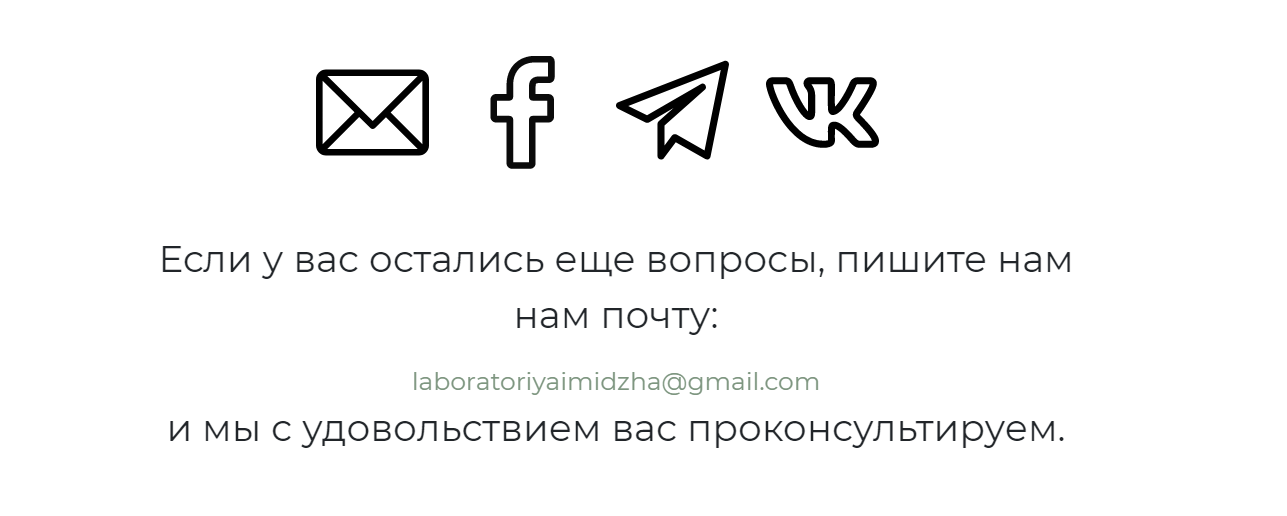 Если у вас остались еще вопросы, пишите нам
нам почту:
laboratoriyaimidzha@gmail.com
и мы с удовольствием вас проконсультируем.